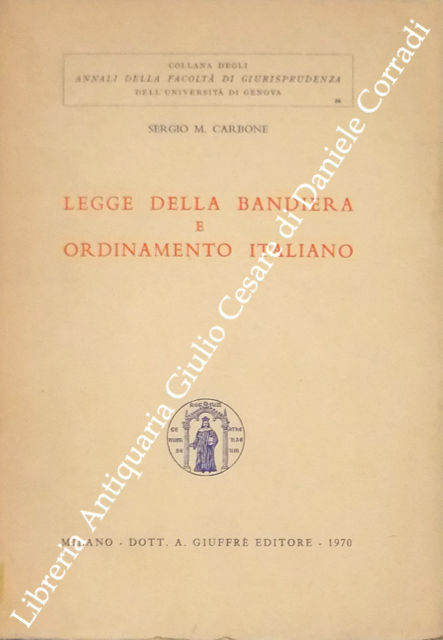 COLLANA DEGLI
ANNALI DELLA FACOLTÀ DI GIURISPRUDENZA
DELL'UNIVERSITÀ DI GENOVA
SERGIO M. CARBONE
LEGGE DELLA BANDIERA
E
ORDINAMENTO ITALIANO
MILANO - DOTT. A. GIUFFRÈ EDITORE - 1970
Libreria Antiquaria Giulio Cesare di Daniele Corradi